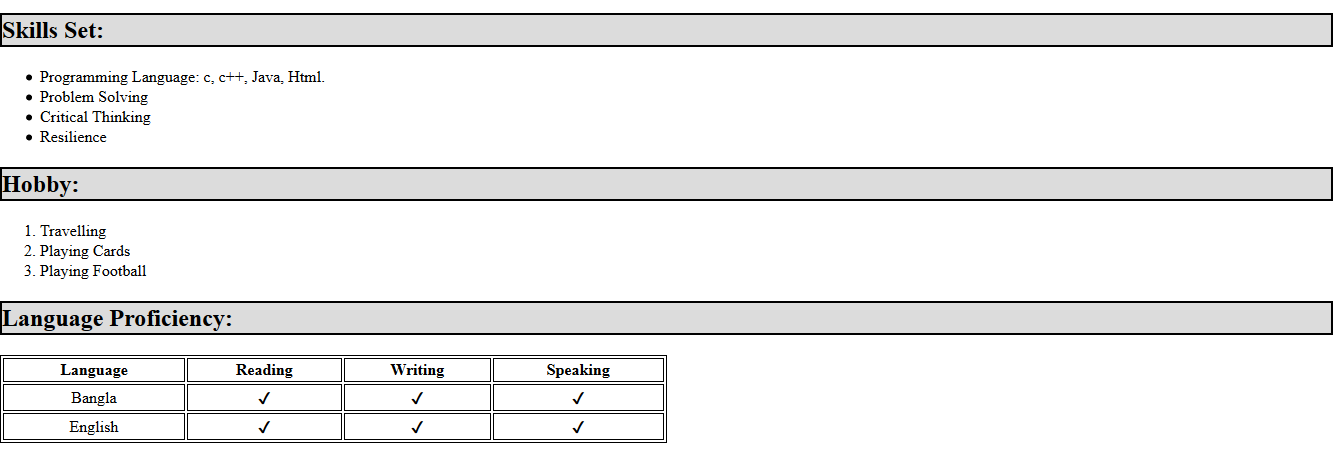 Skills Set:
• Programming Language: c, c++, Java, Html.
• Problem Solving
• Critical Thinking
• Resilience
Hobby:
1. Travelling
2. Playing Cards
3. Playing Football
Language Proficiency:
Language Reading Writing Speaking
Bangla ✓ ✓ ✓
English ✓ ✓ ✓